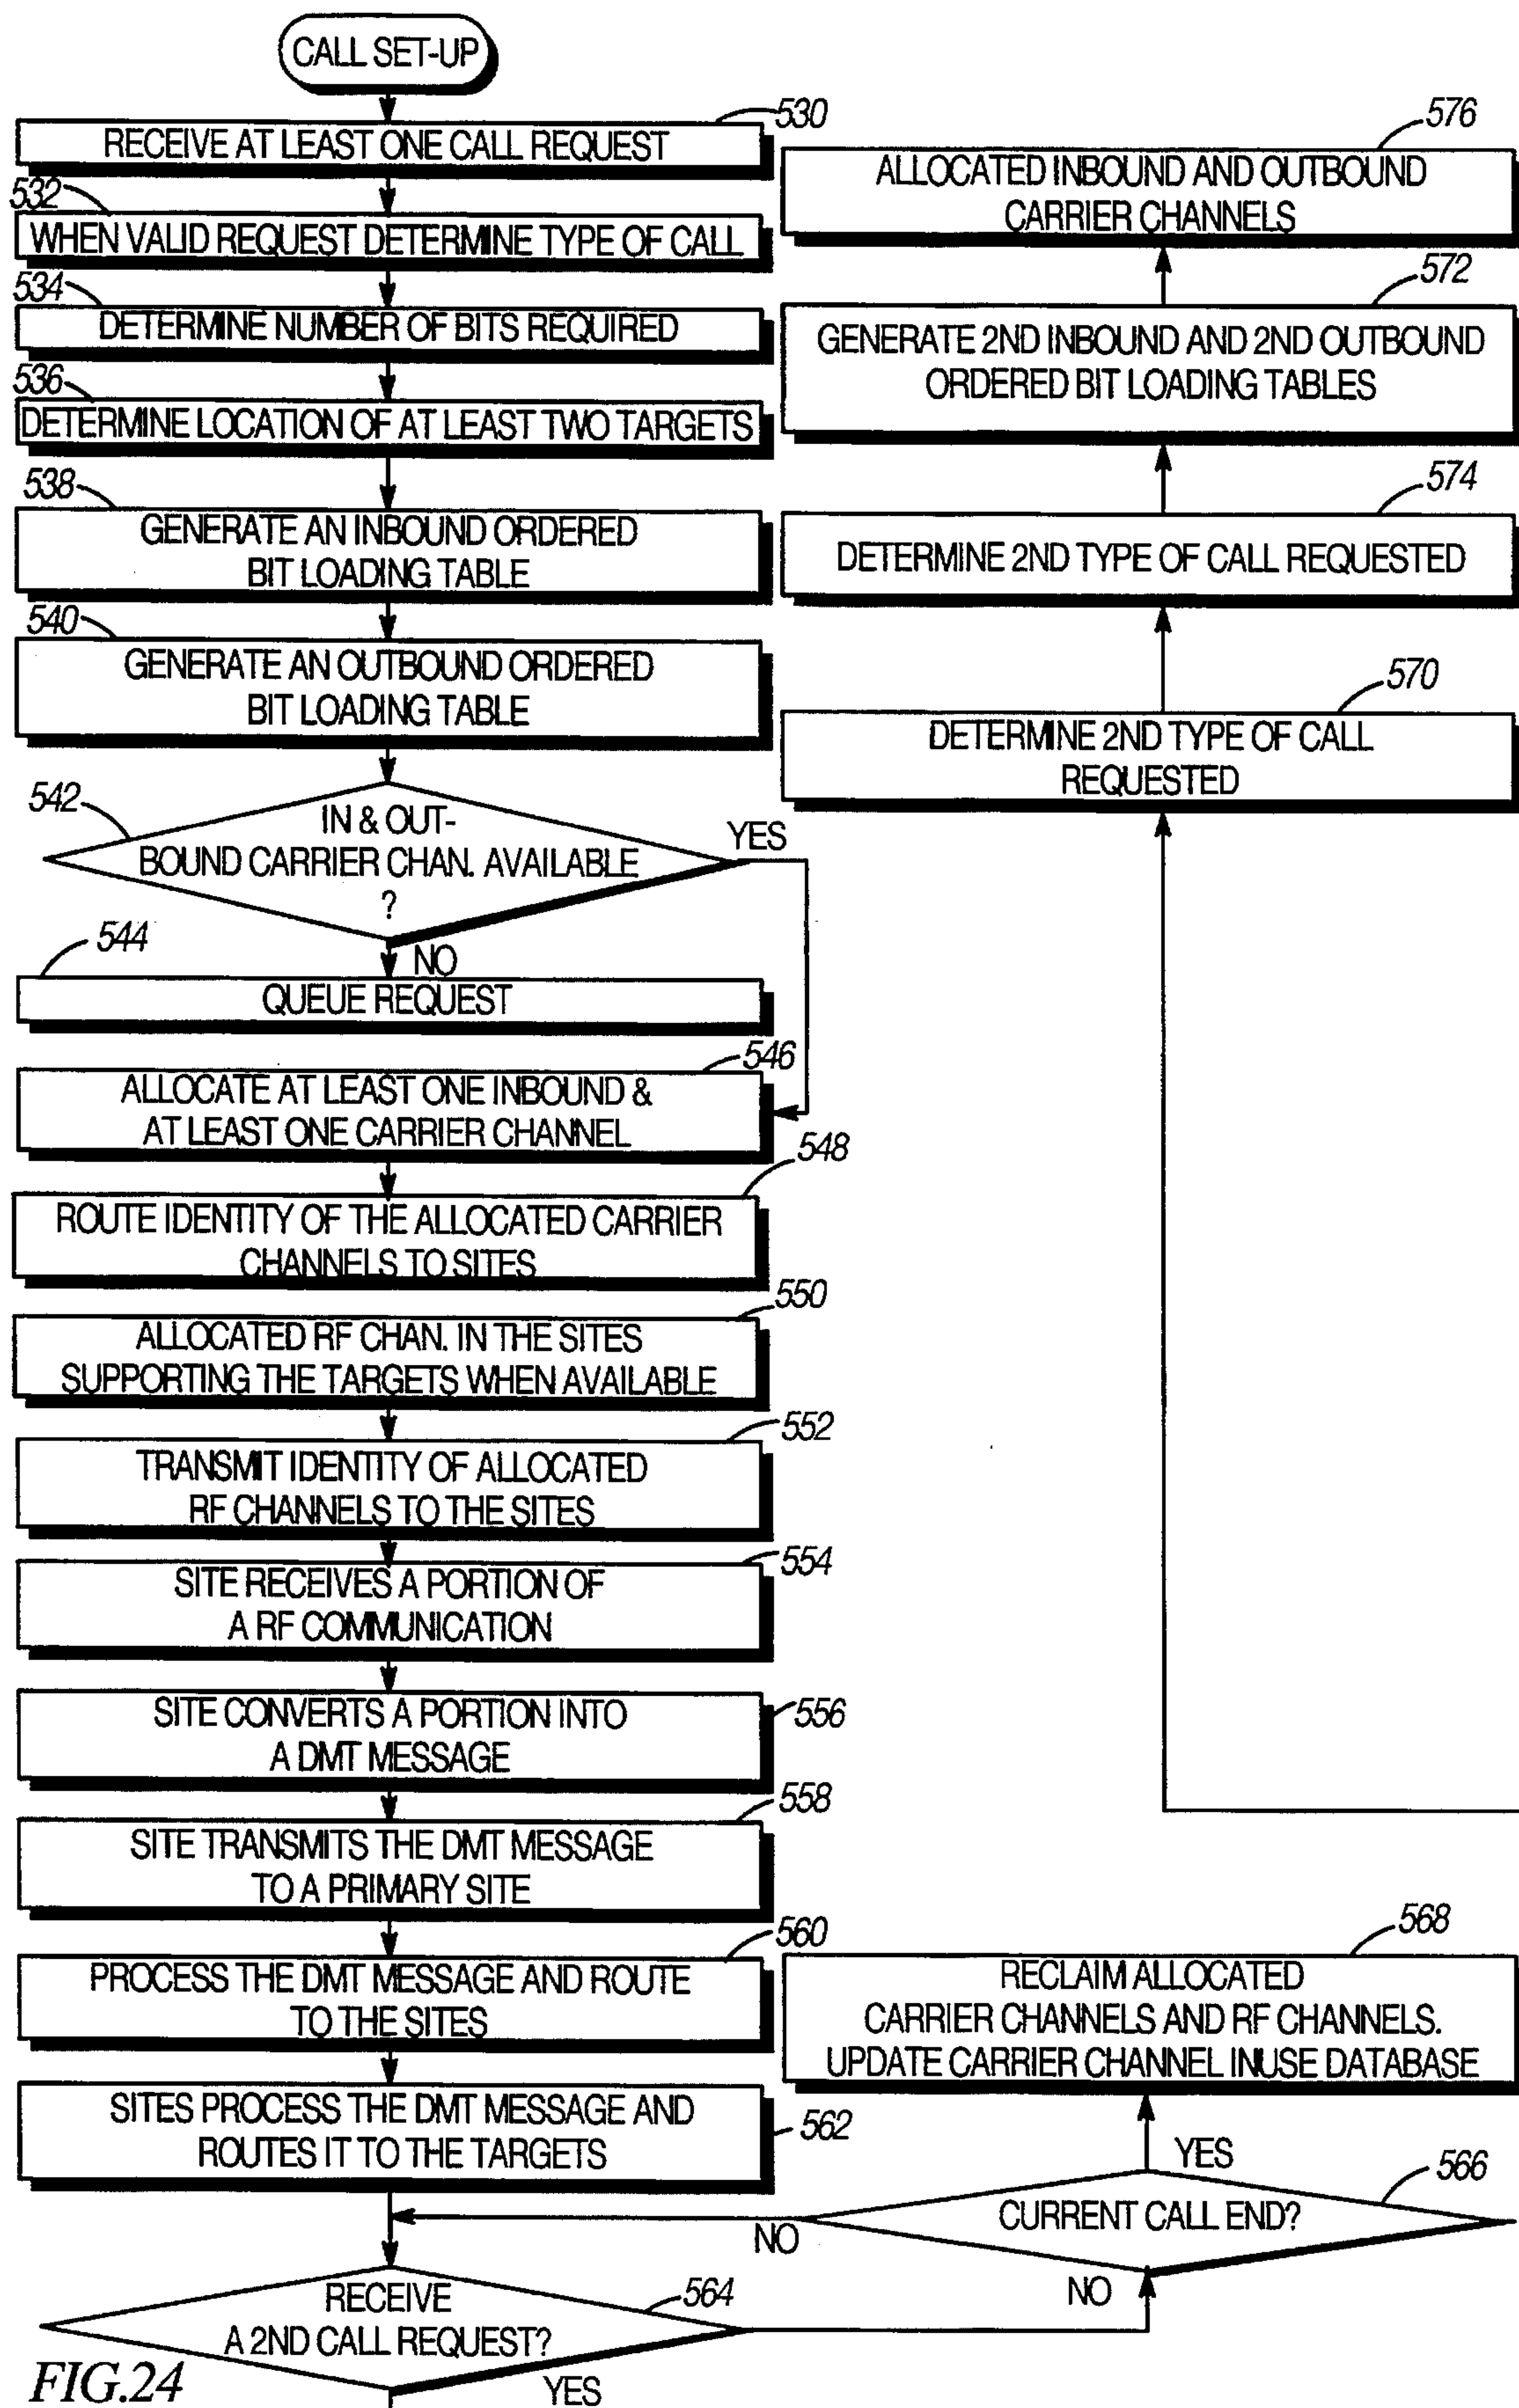 CALL SET-UP
530
RECEIVE AT LEAST ONE CALL REQUEST
532
WHEN VALID REQUEST DETERMINE TYPE OF CALL
534
DETERMINE NUMBER OF BITS REQUIRED
536
DETERMINE LOCATION OF AT LEAST TWO TARGETS
538
GENERATE AN INBOUND ORDERED
BIT LOADING TABLE
540
GENERATE AN OUTBOUND ORDERED
BIT LOADING TABLE
542
IN & OUT-
BOUND CARRIER CHAN. AVAILABLE
?
YES
NO
544
QUEUE REQUEST
546
ALLOCATE AT LEAST ONE INBOUND &
AT LEAST ONE CARRIER CHANNEL
548
ROUTE IDENTITY OF THE ALLOCATED CARRIER
CHANNELS TO SITES
550
ALLOCATED RF CHAN. IN THE SITES
SUPPORTING THE TARGETS WHEN AVAILABLE
552
TRANSMIT IDENTITY OF ALLOCATED
RF CHANNELS TO THE SITES
554
SITE RECEIVES A PORTION OF
A RF COMMUNICATION
556
SITE CONVERTS A PORTION INTO
A DMT MESSAGE
558
SITE TRANSMITS THE DMT MESSAGE
TO A PRIMARY SITE
560
PROCESS THE DMT MESSAGE AND ROUTE
TO THE SITES
562
SITES PROCESS THE DMT MESSAGE AND
ROUTES IT TO THE TARGETS
564
RECEIVE
A 2ND CALL REQUEST?
YES
NO
566
CURRENT CALL END?
NO
YES
568
RECLAIM ALLOCATED
CARRIER CHANNELS AND RF CHANNELS.
UPDATE CARRIER CHANNEL INUSE DATABASE
570
DETERMINE 2ND TYPE OF CALL
REQUESTED
574
DETERMINE 2ND TYPE OF CALL REQUESTED
572
GENERATE 2ND INBOUND AND 2ND OUTBOUND
ORDERED BIT LOADING TABLES
576
ALLOCATED INBOUND AND OUTBOUND
CARRIER CHANNELS
FIG.24